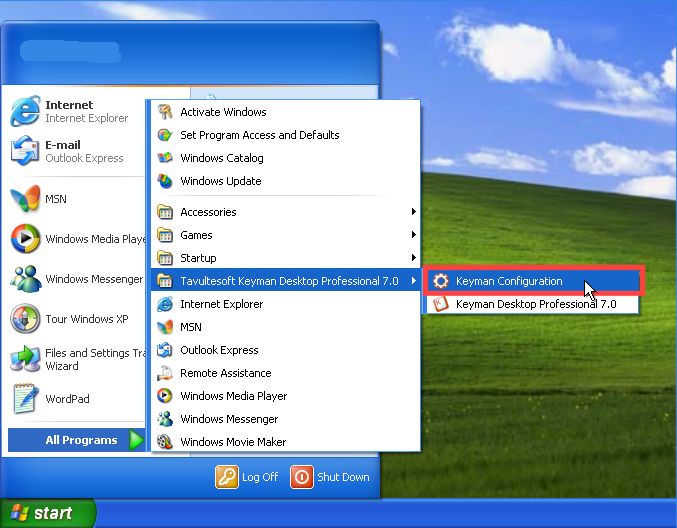 Internet
Internet Explorer
E-mail
Outlook Express
MSN
Windows Media Playe
Windows Messenger
Tour Windows XP
Files and Settings Tra
Wizard
WordPad
All Programs
Activate Windows
Set Program Access and Defaults
Windows Catalog
Windows Update
Accessories
Games
Startup
Tavultesoft Keyman Desktop Professional 7.0
Internet Explorer
MSN
Outlook Express
Remote Assistance
Windows Media Player
Windows Messenger
Windows Movie Maker
Keyman Configuration
Keyman Desktop Professional 7.0
Log Off
Shut Down
start